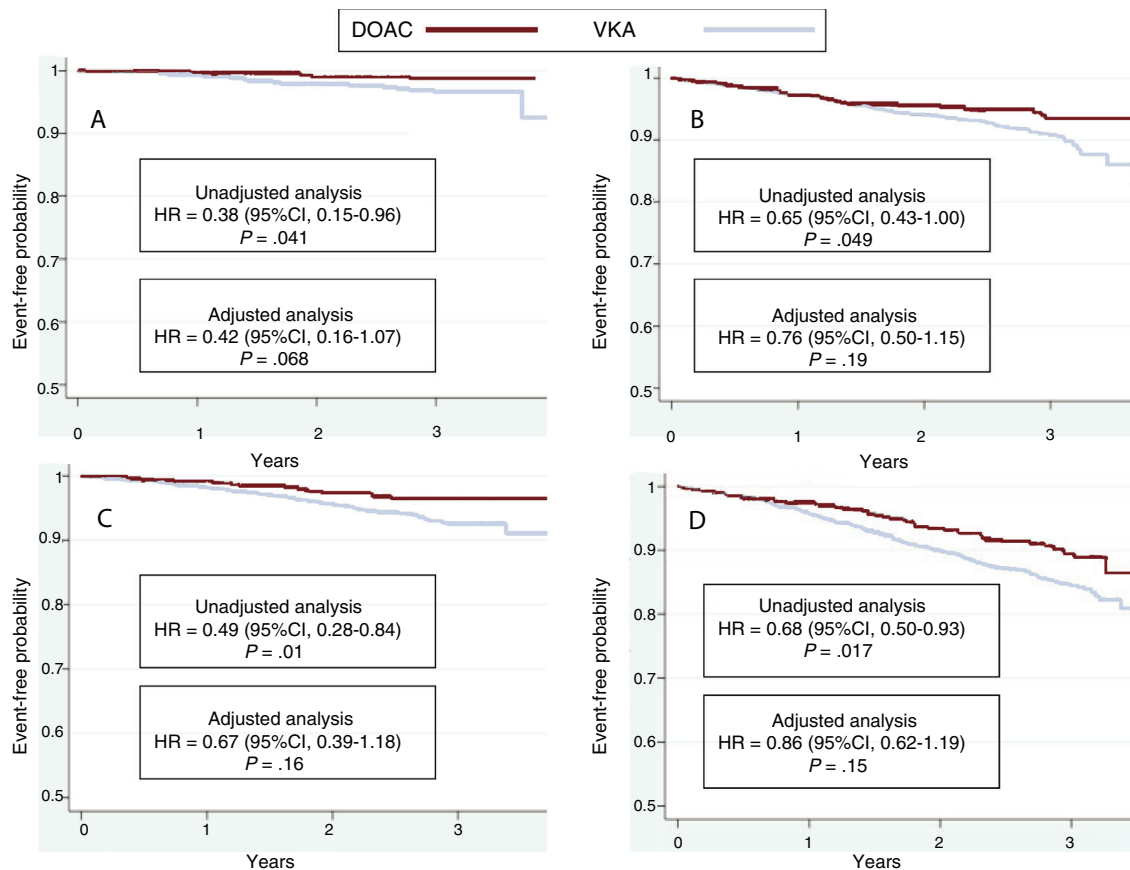 DOAC VKA
A
Event-free probability
1
0.9
0.8
0.7
0.6
0.5
Unadjusted analysis
HR = 0.38 (95%CI, 0.15-0.96)
P = .041
Adjusted analysis
HR = 0.42 (95%CI, 0.16-1.07)
P = .068
0 1 2 3
Years
B
Event-free probability
1
0.9
0.8
0.7
0.6
0.5
Unadjusted analysis
HR = 0.65 (95%CI, 0.43-1.00)
P = .049
Adjusted analysis
HR = 0.76 (95%CI, 0.50-1.15)
P = .19
0 1 2 3
Years
C
Event-free probability
1
0.9
0.8
0.7
0.6
0.5
Unadjusted analysis
HR = 0.49 (95%CI, 0.28-0.84)
P = .01
Adjusted analysis
HR = 0.67 (95%CI, 0.39-1.18)
P = .16
0 1 2 3
Years
D
Event-free probability
1
0.9
0.8
0.7
0.6
0.5
Unadjusted analysis
HR = 0.68 (95%CI, 0.50-0.93)
P = .017
Adjusted analysis
HR = 0.86 (95%CI, 0.62-1.19)
P = .15
0 1 2 3
Years